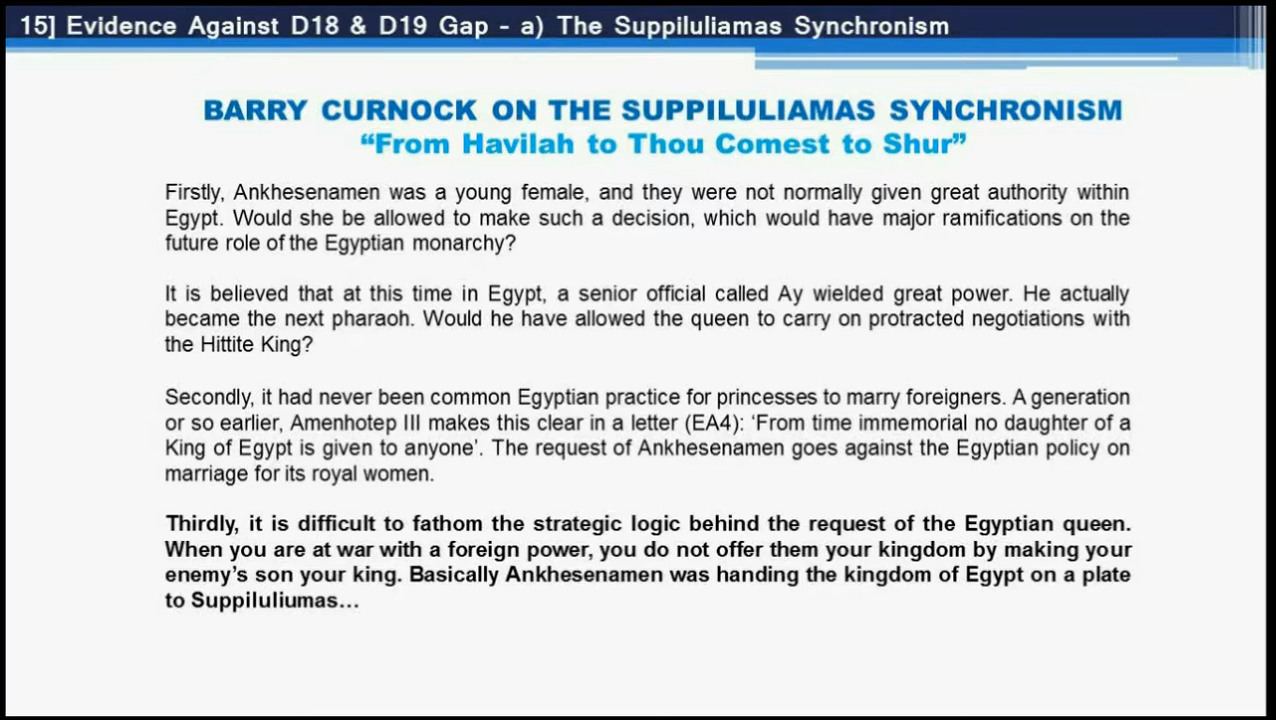 15] Evidence Against D18 & D19 Gap - a) The Suppiluliamas Synchronism
BARRY CURNOCK ON THE SUPPILULIAMAS SYNCHRONISM
“From Havilah to Thou Comest to Shur”
Firstly, Ankhesenamen was a young female, and they were not normally given great authority within
Egypt. Would she be allowed to make such a decision, which would have major ramifications on the
future role of the Egyptian monarchy?
It is believed that at this time in Egypt, a senior official called Ay wielded great power. He actually
became the next pharaoh. Would he have allowed the queen to carry on protracted negotiations with
the Hittite King?
Secondly, it had never been common Egyptian practice for princesses to marry foreigners. A generation
or so earlier, Amenhotep III makes this clear in a letter (EA4): ‘From time immemorial no daughter of a
King of Egypt is given to anyone’. The request of Ankhesenamen goes against the Egyptian policy on
marriage for its royal women.
Thirdly, it is difficult to fathom the strategic logic behind the request of the Egyptian queen.
When you are at war with a foreign power, you do not offer them your kingdom by making your
enemy’s son your king. Basically Ankhesenamen was handing the kingdom of Egypt on a plate
to Suppiluliumas…